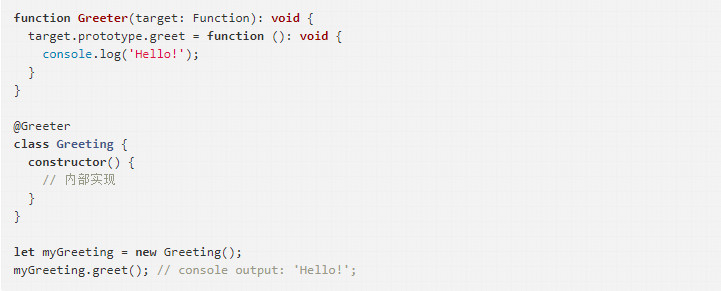 function Greeter(target: Function): void {
  target.prototype.greet = function (): void {
    console.log('Hello!');
  }
}

@Greeter
class Greeting {
  constructor() {
    // 内部实现
  }
}

let myGreeting = new Greeting();
myGreeting.greet(); // console output: 'Hello!';